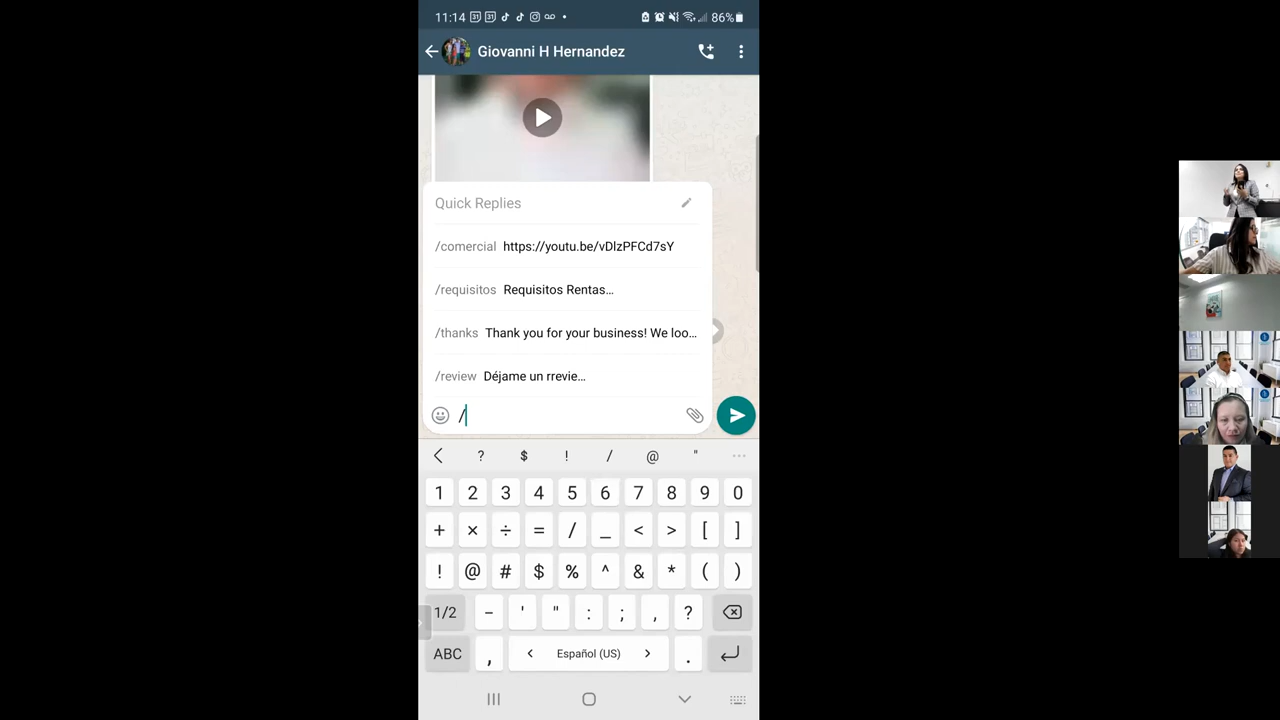 11:14 31 31 86%
Giovanni H Hernandez
Quick Replies
/comercial https://youtu.be/vDlzPFCd7sY
/requisitos Requisitos Rentas…
/thanks Thank you for your business! We loo…
/review Déjame un rrevie…
/
? $ ! / @ " …
1 2 3 4 5 6 7 8 9 0
+ × ÷ = / _ < > [ ]
! @ # $ % ^ & * ( )
1/2 - ' " : ; , ?
ABC , < Español (US) > .